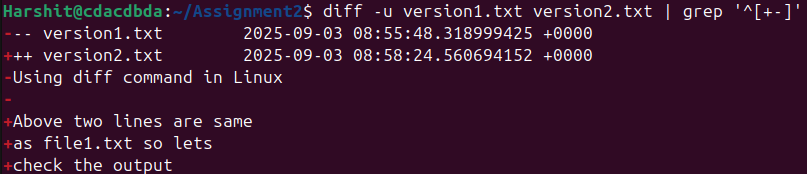 Harshit@cdacdbda:~/Assignment2$ diff -u version1.txt version2.txt | grep '^[+-]'
--- version1.txt        2025-09-03 08:55:48.318999425 +0000
+++ version2.txt        2025-09-03 08:58:24.560694152 +0000
-Using diff command in Linux
-
+Above two lines are same
+as file1.txt so lets
+check the output